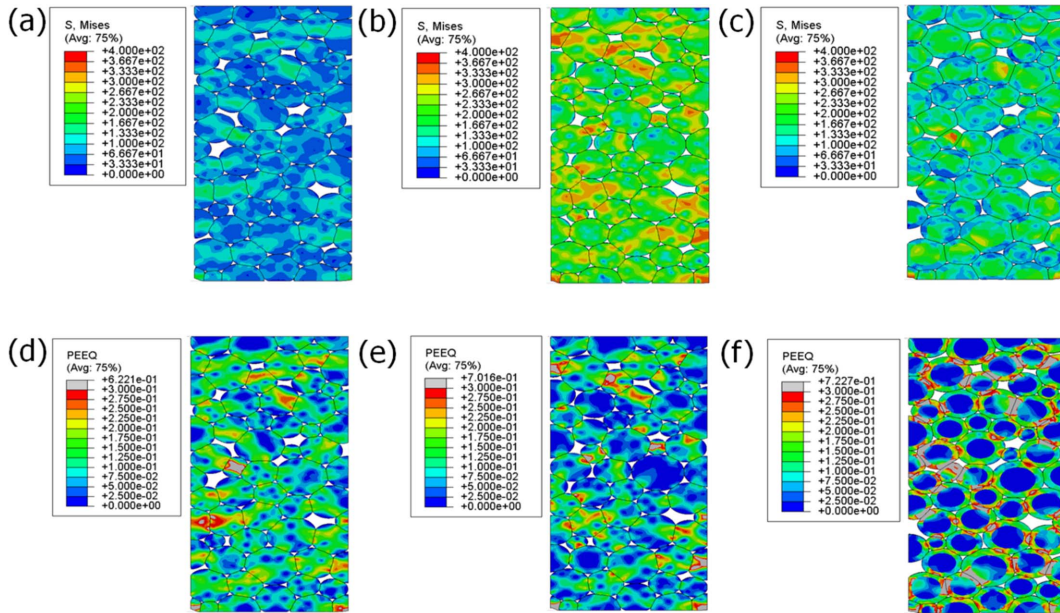 (a)
S, Mises
(Avg: 75%)
+4.000e+02
+3.667e+02
+3.333e+02
+3.000e+02
+2.667e+02
+2.333e+02
+2.000e+02
+1.667e+02
+1.333e+02
+1.000e+02
+6.667e+01
+3.333e+01
+0.000e+00
(b)
S, Mises
(Avg: 75%)
+4.000e+02
+3.667e+02
+3.333e+02
+3.000e+02
+2.667e+02
+2.333e+02
+2.000e+02
+1.667e+02
+1.333e+02
+1.000e+02
+6.667e+01
+3.333e+01
+0.000e+00
(c)
S, Mises
(Avg: 75%)
+4.000e+02
+3.667e+02
+3.333e+02
+3.000e+02
+2.667e+02
+2.333e+02
+2.000e+02
+1.667e+02
+1.333e+02
+1.000e+02
+6.667e+01
+3.333e+01
+0.000e+00
(d)
PEEQ
(Avg: 75%)
+6.221e-01
+3.000e-01
+2.750e-01
+2.500e-01
+2.250e-01
+2.000e-01
+1.750e-01
+1.500e-01
+1.250e-01
+1.000e-01
+7.500e-02
+5.000e-02
+2.500e-02
+0.000e+00
(e)
PEEQ
(Avg: 75%)
+7.016e-01
+3.000e-01
+2.750e-01
+2.500e-01
+2.250e-01
+2.000e-01
+1.750e-01
+1.500e-01
+1.250e-01
+1.000e-01
+7.500e-02
+5.000e-02
+2.500e-02
+0.000e+00
(f)
PEEQ
(Avg: 75%)
+7.227e-01
+3.000e-01
+2.750e-01
+2.500e-01
+2.250e-01
+2.000e-01
+1.750e-01
+1.500e-01
+1.250e-01
+1.000e-01
+7.500e-02
+5.000e-02
+2.500e-02
+0.000e+00